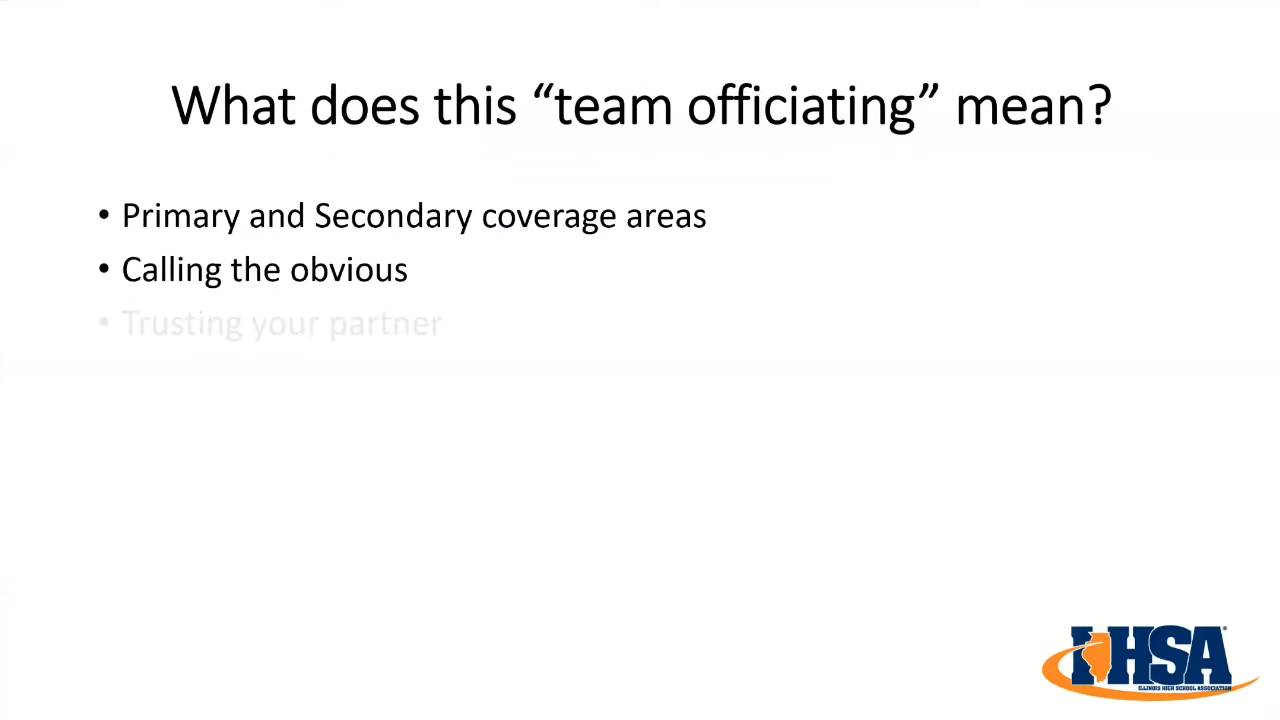 What does this “team officiating” mean?
• Primary and Secondary coverage areas
• Calling the obvious
• Trusting your partner
IHSA
ILLINOIS HIGH SCHOOL ASSOCIATION